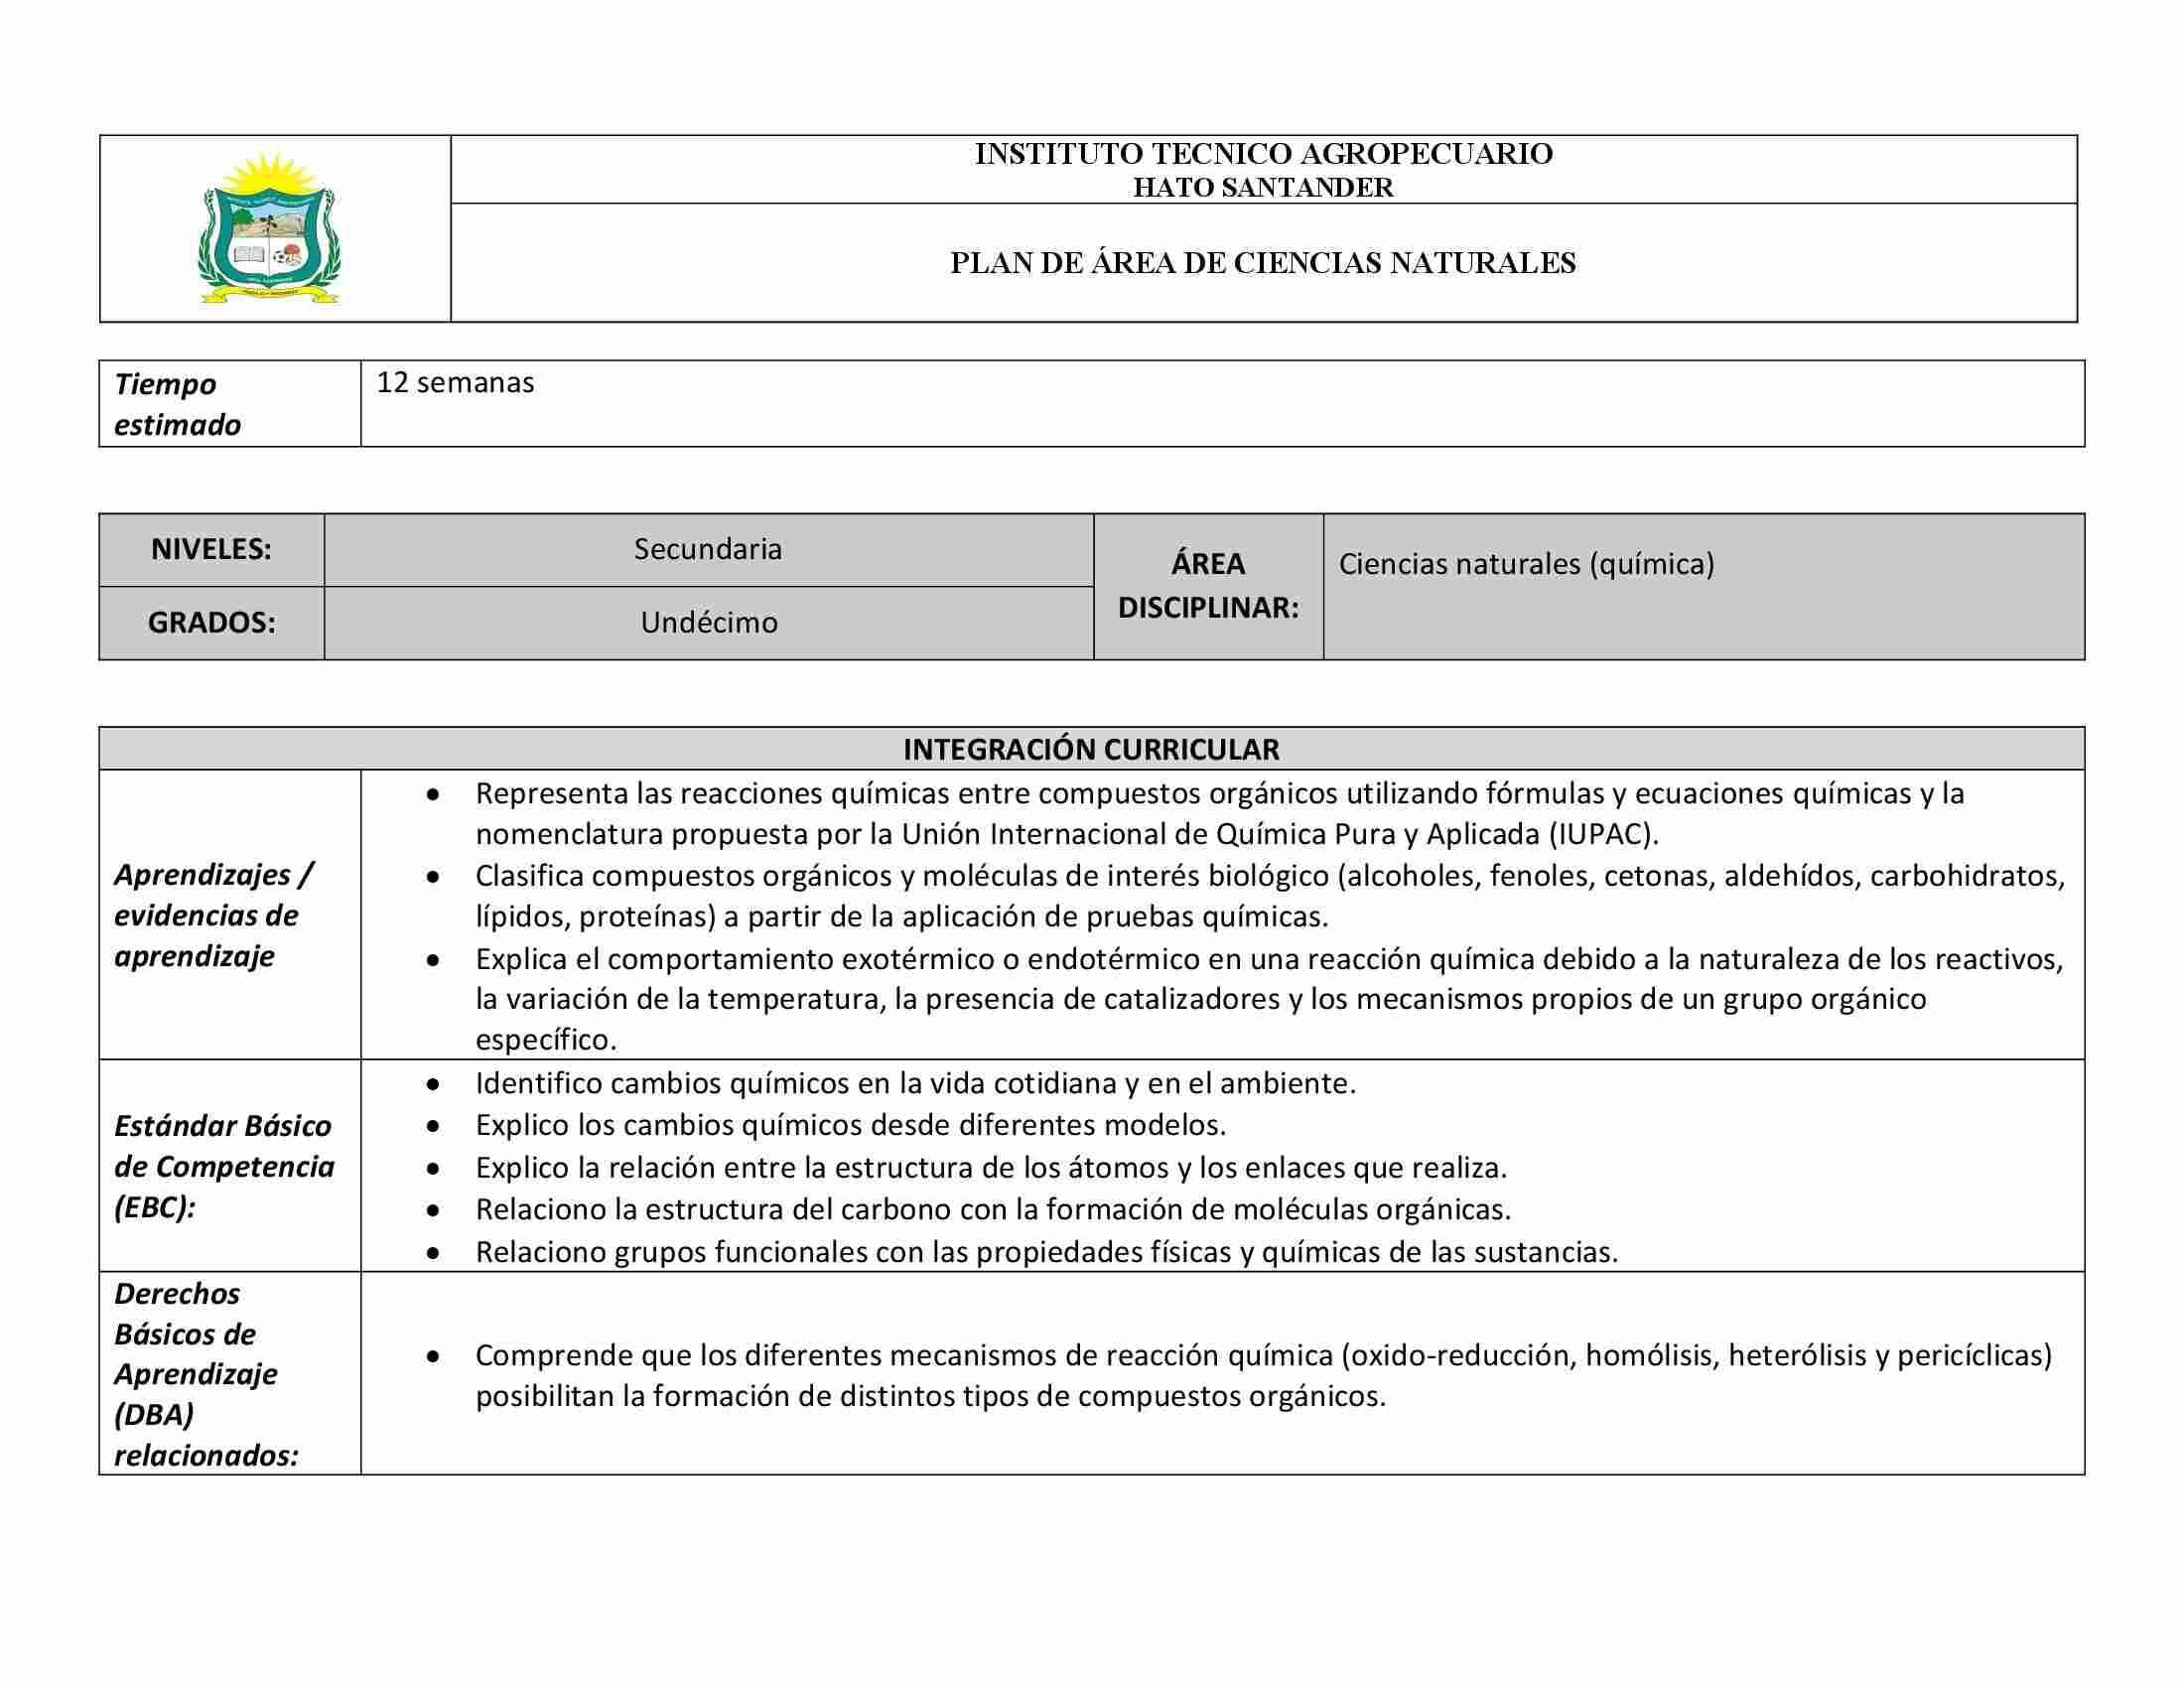 INSTITUTO TECNICO AGROPECUARIO
HATO SANTANDER
PLAN DE ÁREA DE CIENCIAS NATURALES
Tiempo
estimado
12 semanas
NIVELES:
Secundaria
ÁREA
DISCIPLINAR:
Ciencias naturales (química)
GRADOS:
Undécimo
INTEGRACIÓN CURRICULAR
Aprendizajes /
evidencias de
aprendizaje
• Representa las reacciones químicas entre compuestos orgánicos utilizando fórmulas y ecuaciones químicas y la
nomenclatura propuesta por la Unión Internacional de Química Pura y Aplicada (IUPAC).
• Clasifica compuestos orgánicos y moléculas de interés biológico (alcoholes, fenoles, cetonas, aldehídos, carbohidratos,
lípidos, proteínas) a partir de la aplicación de pruebas químicas.
• Explica el comportamiento exotérmico o endotérmico en una reacción química debido a la naturaleza de los reactivos,
la variación de la temperatura, la presencia de catalizadores y los mecanismos propios de un grupo orgánico
específico.
Estándar Básico
de Competencia
(EBC):
• Identifico cambios químicos en la vida cotidiana y en el ambiente.
• Explico los cambios químicos desde diferentes modelos.
• Explico la relación entre la estructura de los átomos y los enlaces que realiza.
• Relaciono la estructura del carbono con la formación de moléculas orgánicas.
• Relaciono grupos funcionales con las propiedades físicas y químicas de las sustancias.
Derechos
Básicos de
Aprendizaje
(DBA)
relacionados:
• Comprende que los diferentes mecanismos de reacción química (oxido-reducción, homólisis, heterólisis y pericíclicas)
posibilitan la formación de distintos tipos de compuestos orgánicos.